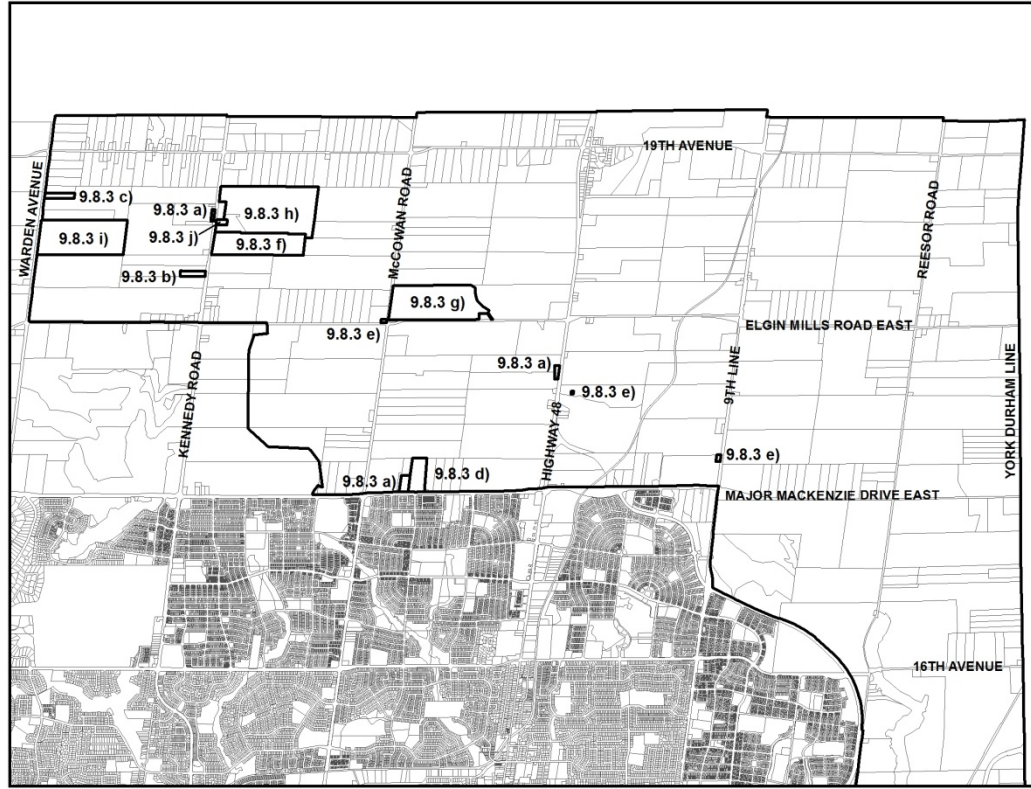 19TH AVENUE
WARDEN AVENUE
McCOWAN ROAD
REESOR ROAD
9.8.3 c)
9.8.3 a)
9.8.3 h)
9.8.3 j)
9.8.3 i)
9.8.3 f)
9.8.3 b)
9.8.3 g)
9.8.3 e)
ELGIN MILLS ROAD EAST
KENNEDY ROAD
9.8.3 a)
9.8.3 e)
HIGHWAY 48
9TH LINE
YORK DURHAM LINE
9.8.3 a)
9.8.3 d)
9.8.3 e)
MAJOR MACKENZIE DRIVE EAST
16TH AVENUE